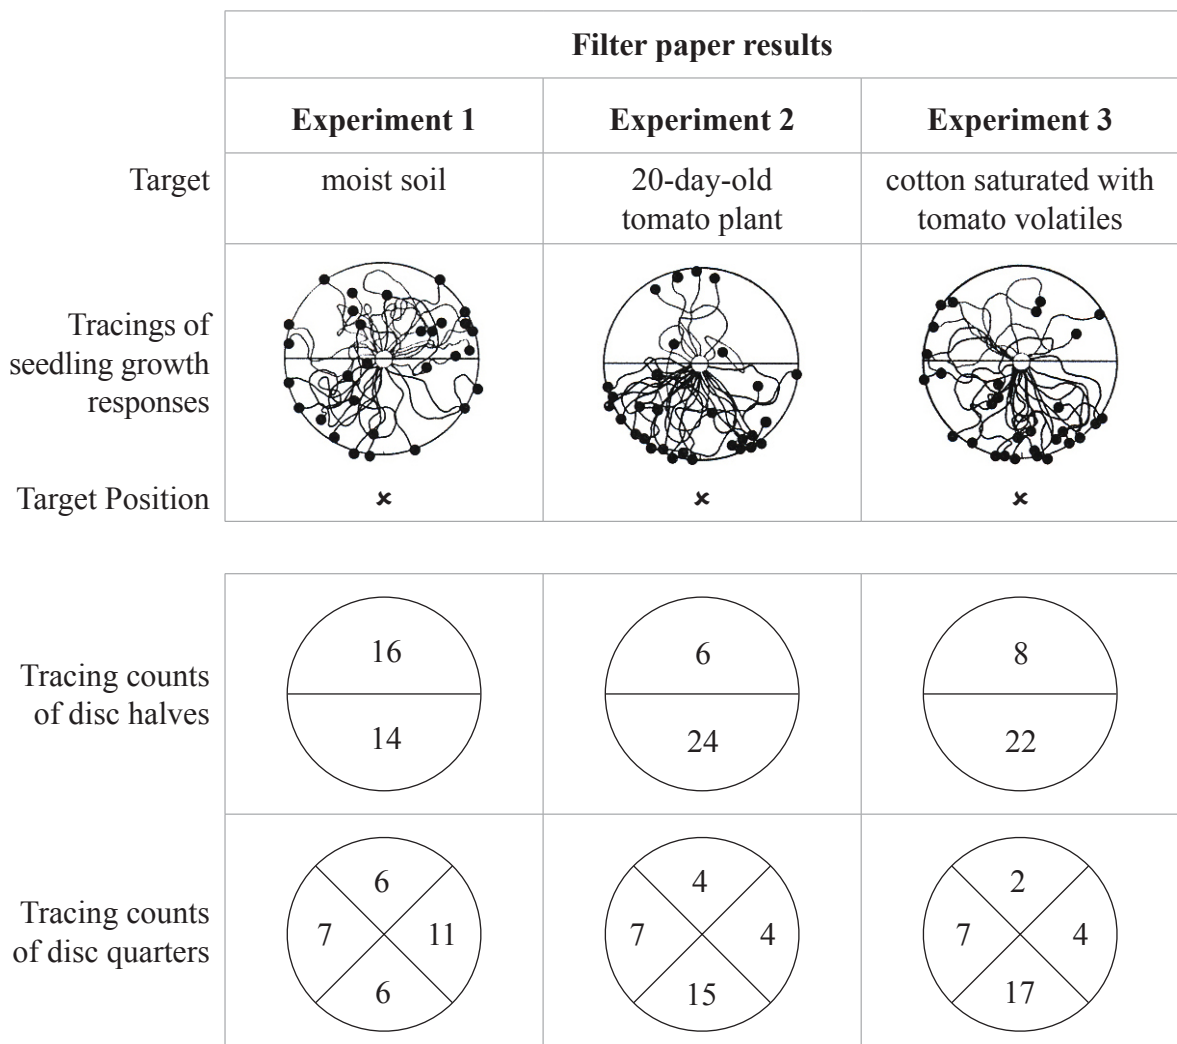 Filter paper results
Experiment 1
Experiment 2
Experiment 3
Target
moist soil
20-day-old
tomato plant
cotton saturated with
tomato volatiles
Tracings of
seedling growth
responses
Target Position
×
×
×
Tracing counts
of disc halves
16
14
6
24
8
22
Tracing counts
of disc quarters
6
7
11
6
4
7
4
15
2
7
4
17